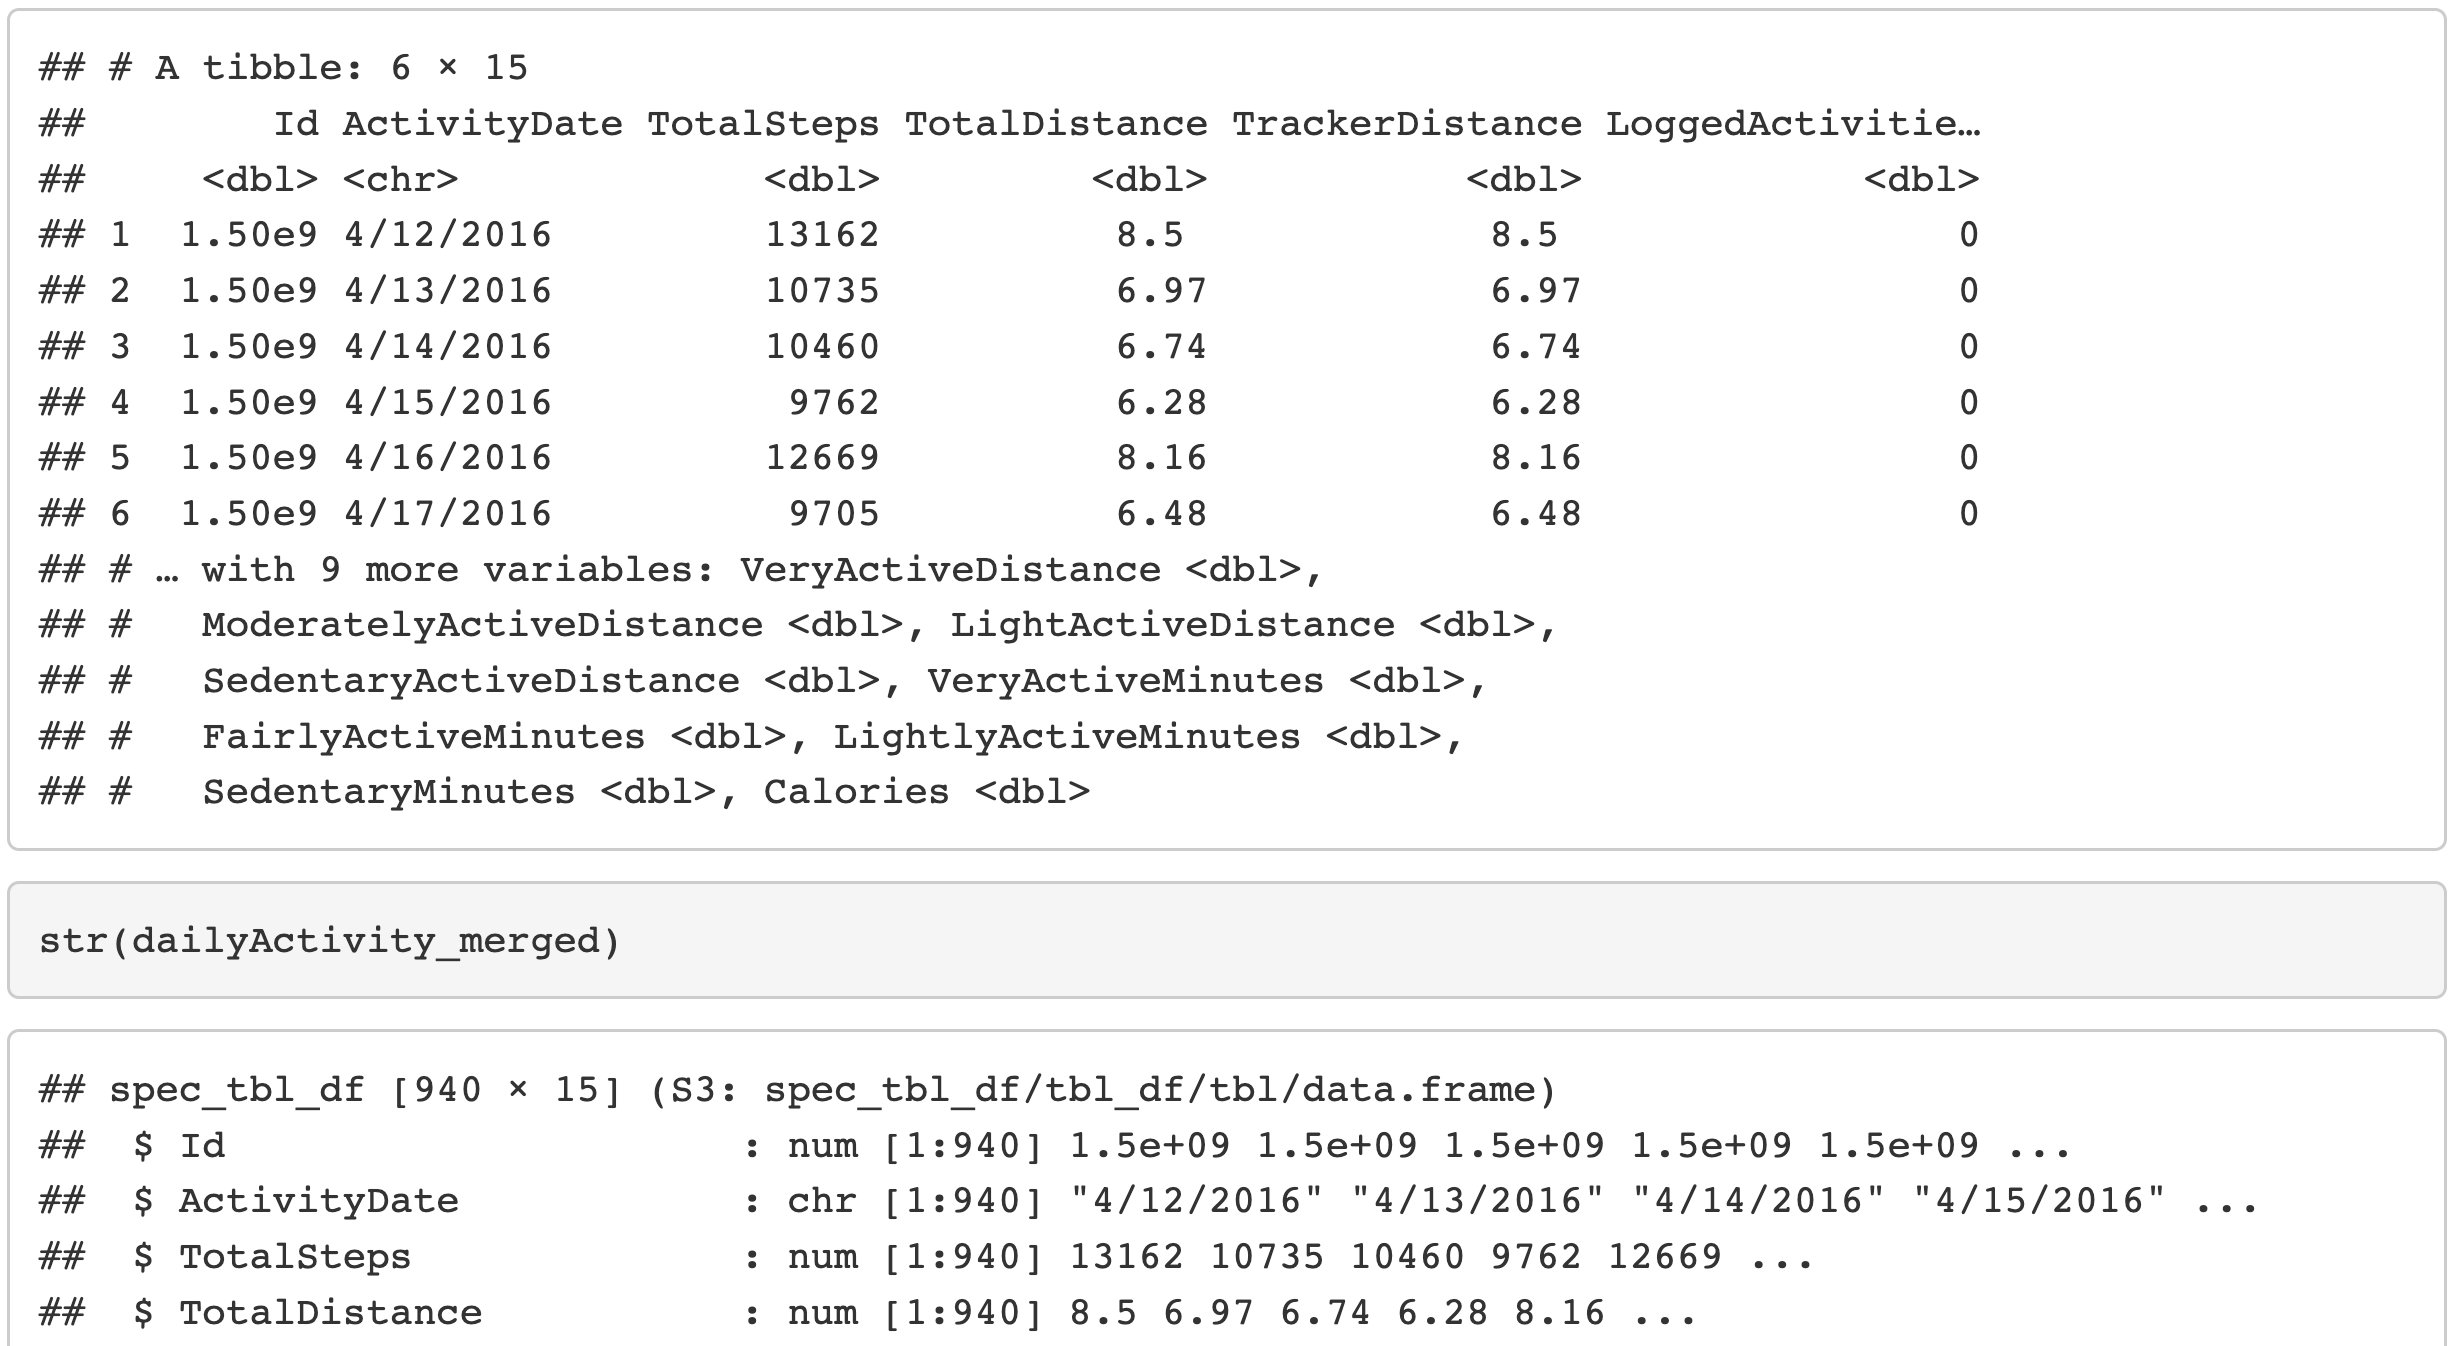 ## # A tibble: 6 × 15
##        Id ActivityDate TotalSteps TotalDistance TrackerDistance LoggedActivitie…
##     <dbl> <chr>             <dbl>         <dbl>           <dbl>            <dbl>
## 1  1.50e9 4/12/2016         13162          8.5             8.5                 0
## 2  1.50e9 4/13/2016         10735          6.97            6.97                0
## 3  1.50e9 4/14/2016         10460          6.74            6.74                0
## 4  1.50e9 4/15/2016          9762          6.28            6.28                0
## 5  1.50e9 4/16/2016         12669          8.16            8.16                0
## 6  1.50e9 4/17/2016          9705          6.48            6.48                0
## # … with 9 more variables: VeryActiveDistance <dbl>,
## #   ModeratelyActiveDistance <dbl>, LightActiveDistance <dbl>,
## #   SedentaryActiveDistance <dbl>, VeryActiveMinutes <dbl>,
## #   FairlyActiveMinutes <dbl>, LightlyActiveMinutes <dbl>,
## #   SedentaryMinutes <dbl>, Calories <dbl>
str(dailyActivity_merged)
## spec_tbl_df [940 × 15] (S3: spec_tbl_df/tbl_df/tbl/data.frame)
##  $ Id                      : num [1:940] 1.5e+09 1.5e+09 1.5e+09 1.5e+09 1.5e+09 ...
##  $ ActivityDate            : chr [1:940] "4/12/2016" "4/13/2016" "4/14/2016" "4/15/2016" ...
##  $ TotalSteps              : num [1:940] 13162 10735 10460 9762 12669 ...
##  $ TotalDistance           : num [1:940] 8.5 6.97 6.74 6.28 8.16 ...